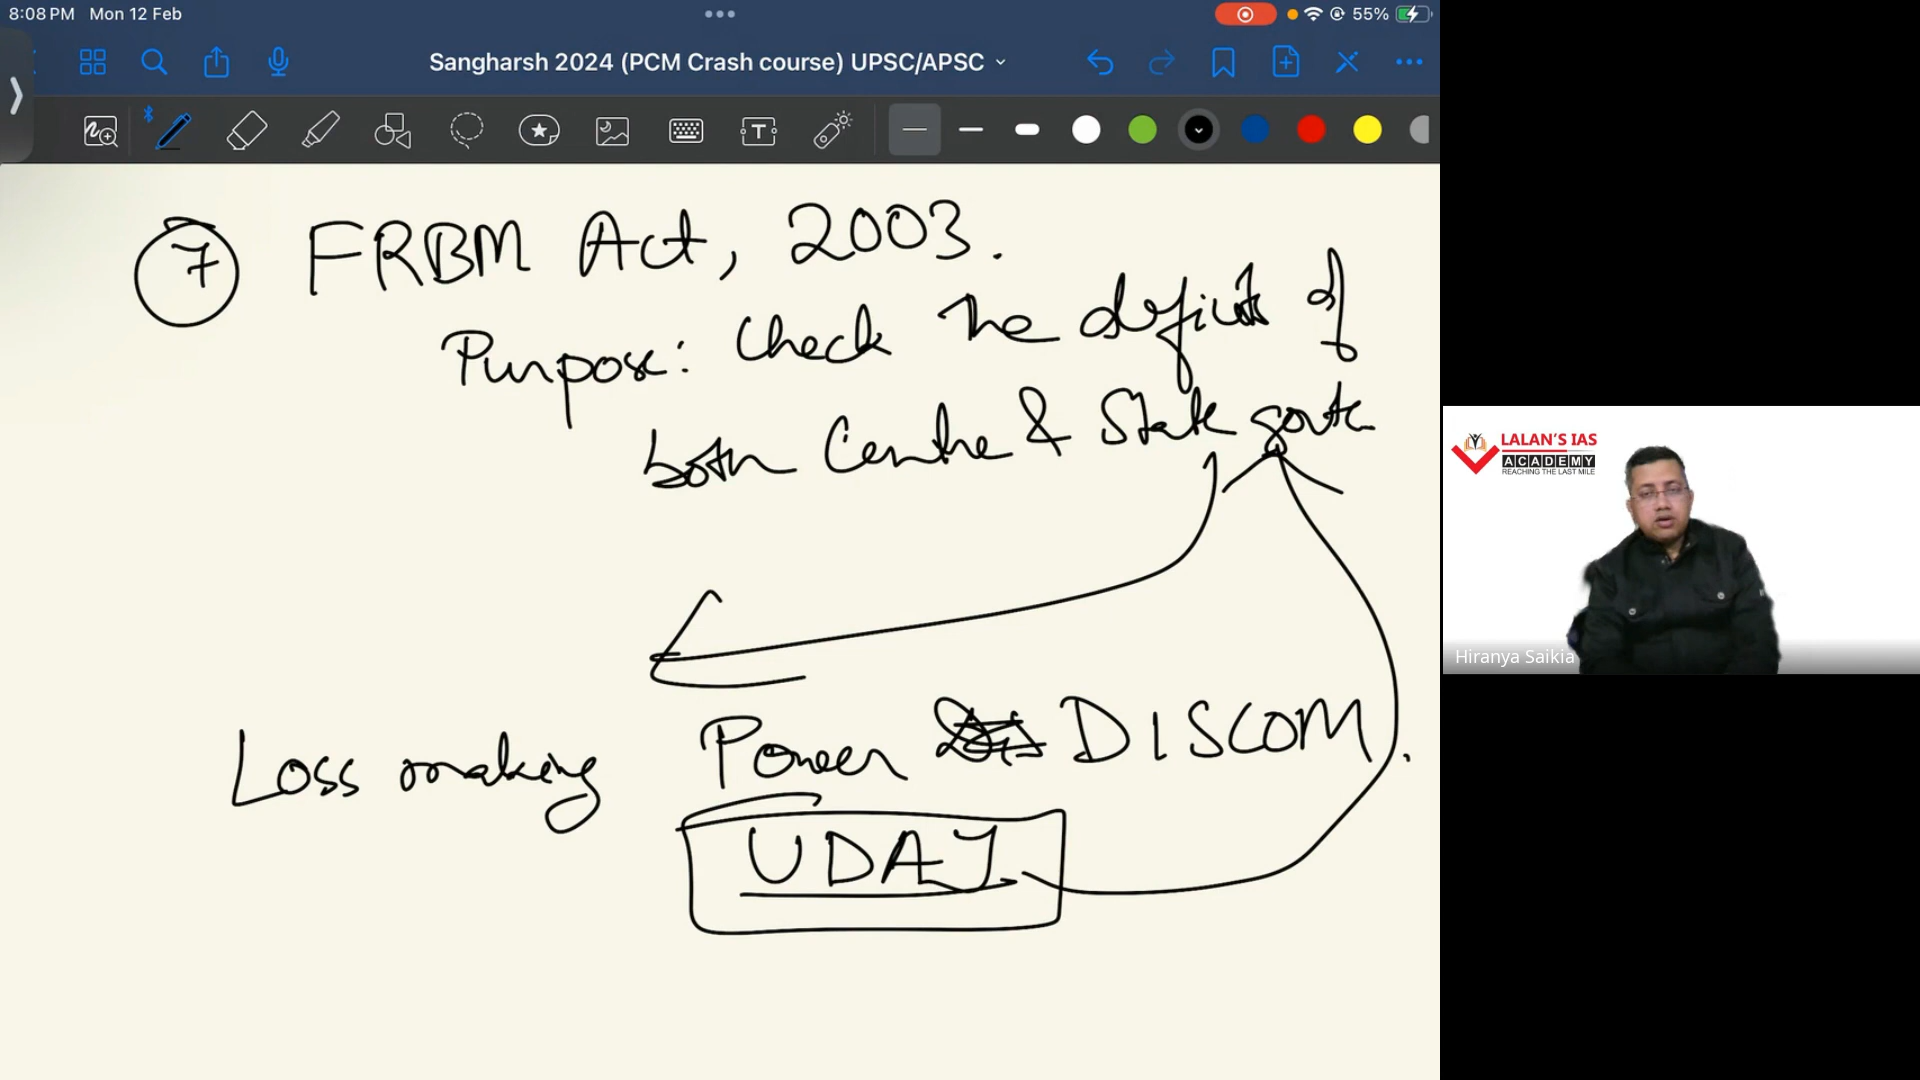 8:08 PM Mon 12 Feb
55%
Sangharsh 2024 (PCM Crash course) UPSC/APSC
T
7 FRBM Act, 2003.
Purpose: Check the deficits of
both Centre & State govts
Loss making Power DISCOM.
UDAY
LALAN'S IAS
ACADEMY
REACHING THE LAST MILE
Hiranya Saikia